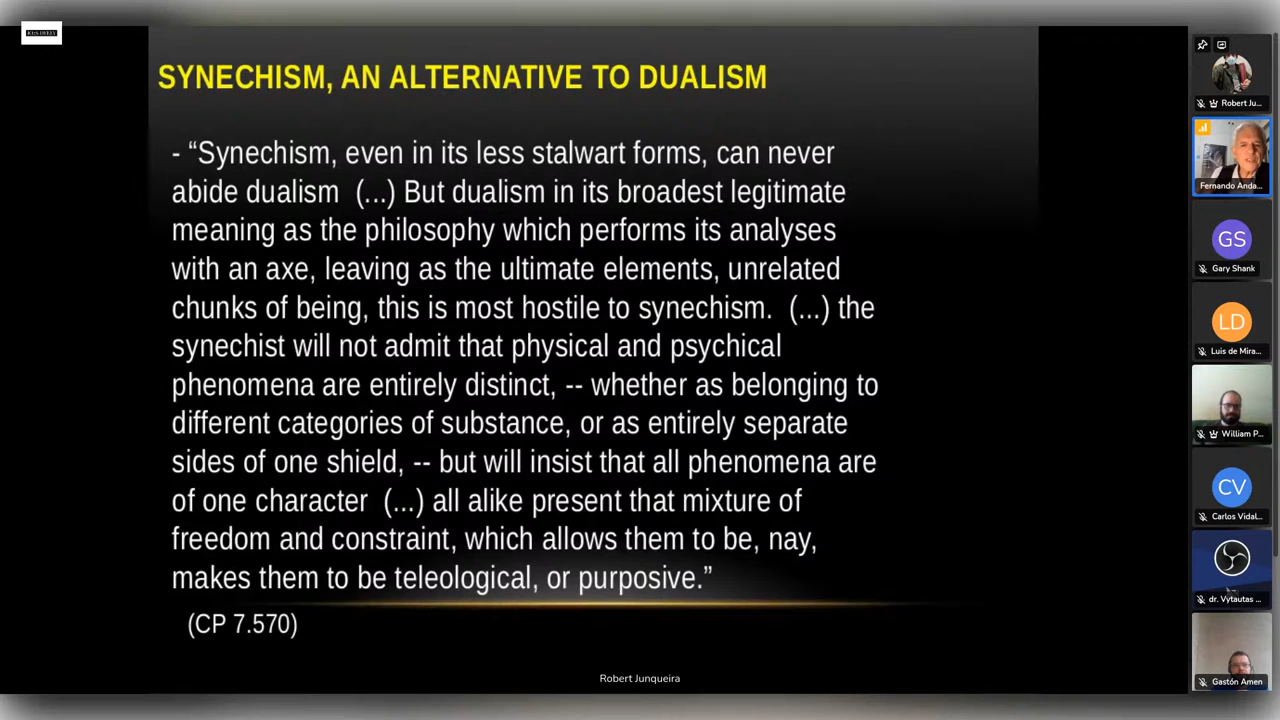 SYNECHISM, AN ALTERNATIVE TO DUALISM
- “Synechism, even in its less stalwart forms, can never
abide dualism (...) But dualism in its broadest legitimate
meaning as the philosophy which performs its analyses
with an axe, leaving as the ultimate elements, unrelated
chunks of being, this is most hostile to synechism. (...) the
synechist will not admit that physical and psychical
phenomena are entirely distinct, -- whether as belonging to
different categories of substance, or as entirely separate
sides of one shield, -- but will insist that all phenomena are
of one character (...) all alike present that mixture of
freedom and constraint, which allows them to be, nay,
makes them to be teleological, or purposive.”
(CP 7.570)
Robert Junqueira
Robert Ju...
Fernando Anda...
GS
Gary Shank
LD
Luis de Mira...
William P...
CV
Carlos Vidal...
dr. Vytautas ...
Gastón Amen